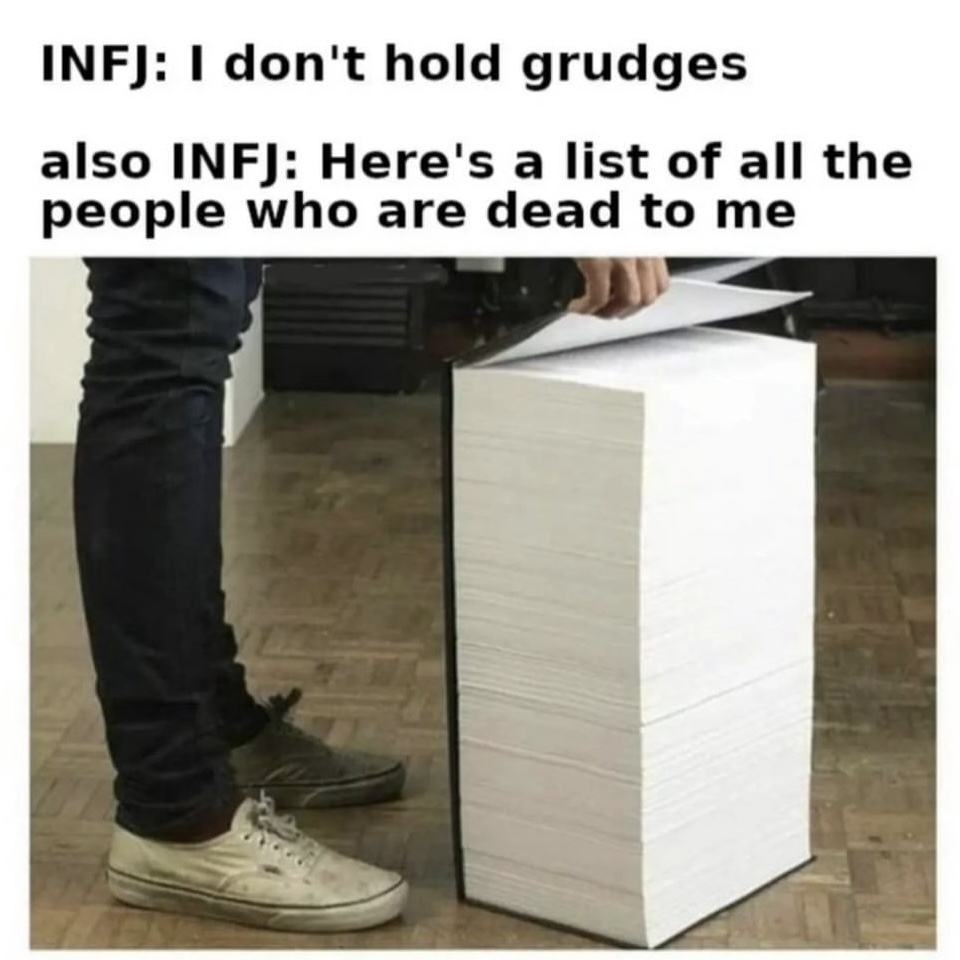 INFJ: I don't hold grudges
also INFJ: Here's a list of all the
people who are dead to me